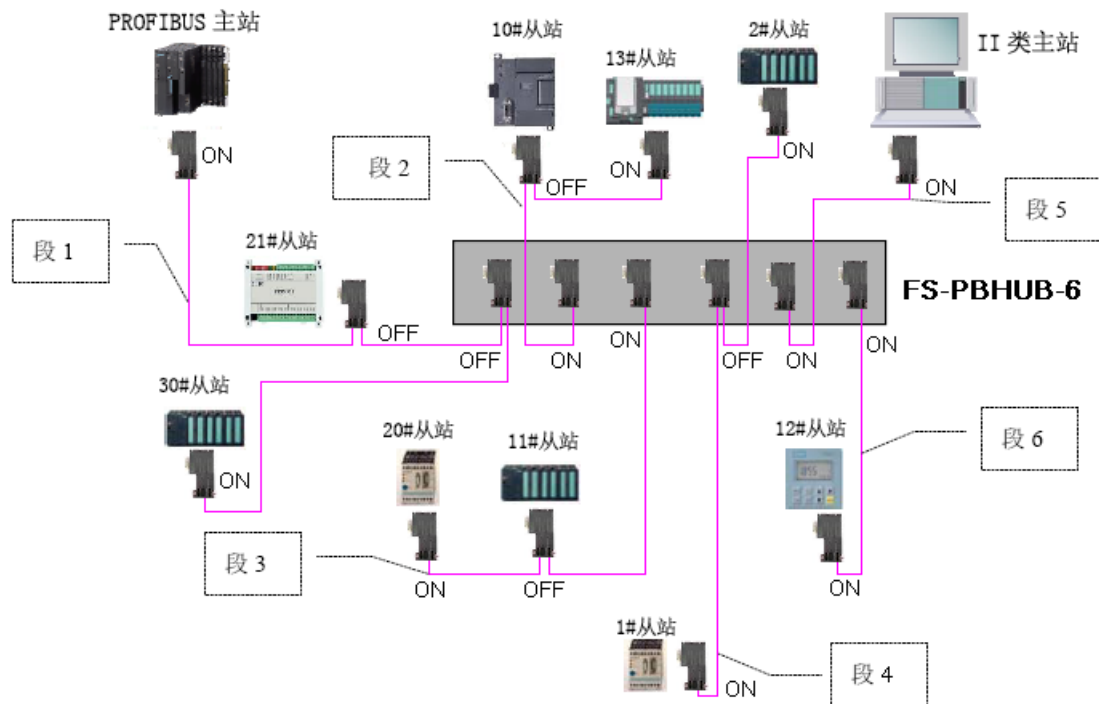 PROFIBUS 主站
10#从站
13#从站
2#从站
II 类主站
ON
段 2
OFF
ON
ON
ON
段 5
段 1
21#从站
FS-PBHUB-6
OFF
OFF
ON
ON
OFF
ON
ON
30#从站
ON
20#从站
11#从站
12#从站
段 6
段 3
ON
OFF
ON
1#从站
ON
段 4